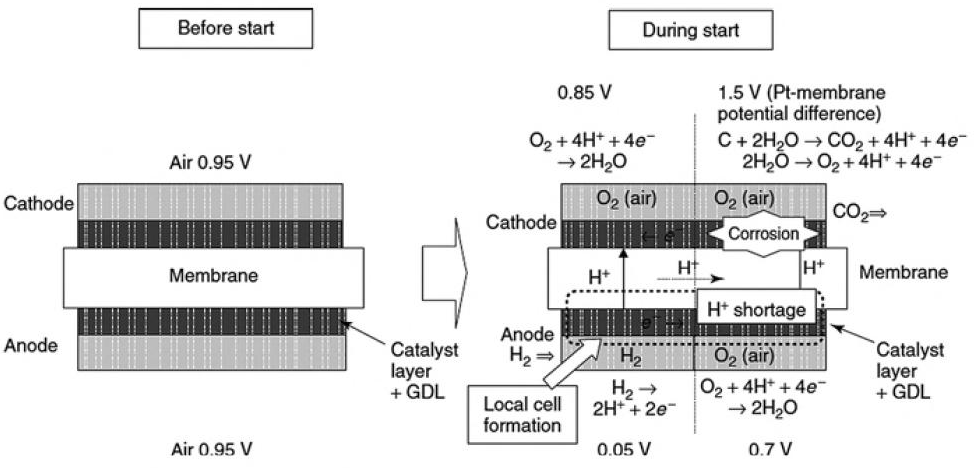 Before start
During start
Air 0.95 V
Cathode
Membrane
Anode
Catalyst
layer
+ GDL
Air 0.95 V
0.85 V
1.5 V (Pt-membrane
potential difference)
O₂ + 4H⁺ + 4e⁻
→ 2H₂O
C + 2H₂O → CO₂ + 4H⁺ + 4e⁻
2H₂O → O₂ + 4H⁺ + 4e⁻
O₂ (air)
O₂ (air)
CO₂⇒
Cathode
← e⁻
Corrosion
H⁺
H⁺
H⁺
Membrane
H⁺ shortage
e⁻ →
Anode
H₂ ⇒
H₂
O₂ (air)
Catalyst
layer
+ GDL
Local cell
formation
H₂ →
2H⁺ + 2e⁻
O₂ + 4H⁺ + 4e⁻
→ 2H₂O
0.05 V
0.7 V